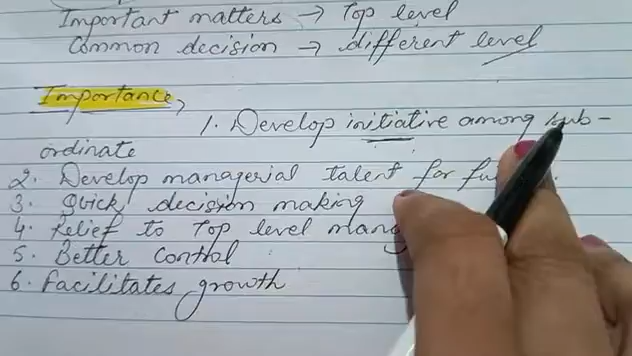 Important matters → Top level
Common decision → different level
Importance,
1. Develop initiative among sub-
ordinate
2. Develop managerial talent for fu
3. Quick decision making
4. Relief to Top level mang
5. Better Control
6. Facilitates growth